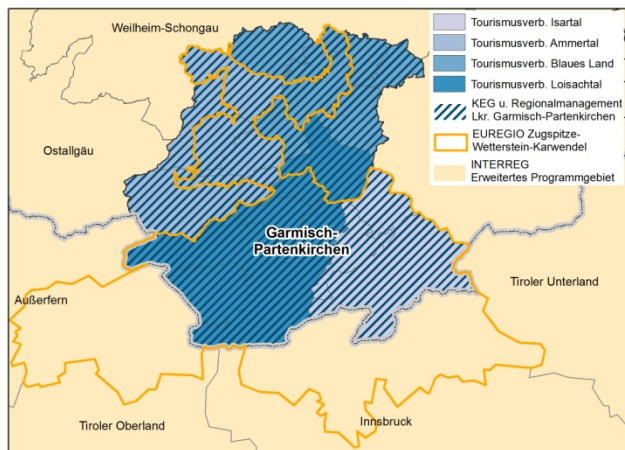 Weilheim-Schongau
Tourismusverb. Isartal
Tourismusverb. Ammertal
Tourismusverb. Blaues Land
Tourismusverb. Loisachtal
KEG u. Regionalmanagement
Lkr. Garmisch-Partenkirchen
EUREGIO Zugspitze-
Wetterstein-Karwendel
INTERREG
Erweitertes Programmgebiet
Ostallgäu
Garmisch-
Partenkirchen
Tiroler Unterland
Außerfern
Tiroler Oberland
Innsbruck